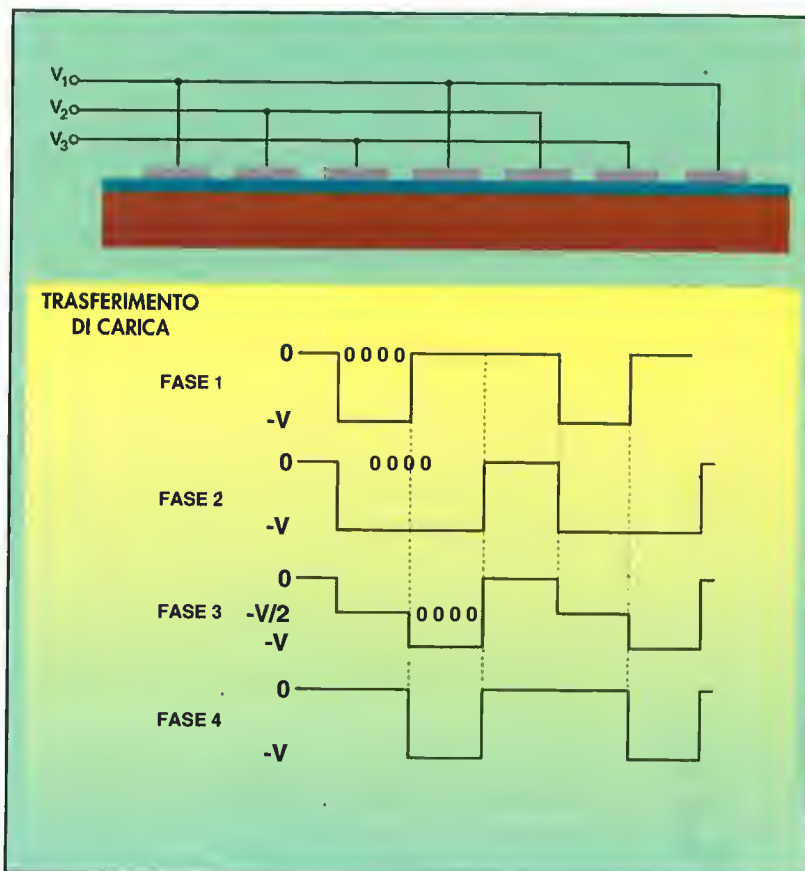 V1
V2
V3
TRASFERIMENTO
DI CARICA
0 0000
FASE 1
-V
0 0000
FASE 2
-V
0
FASE 3 -V/2 0000
-V
0
FASE 4
-V